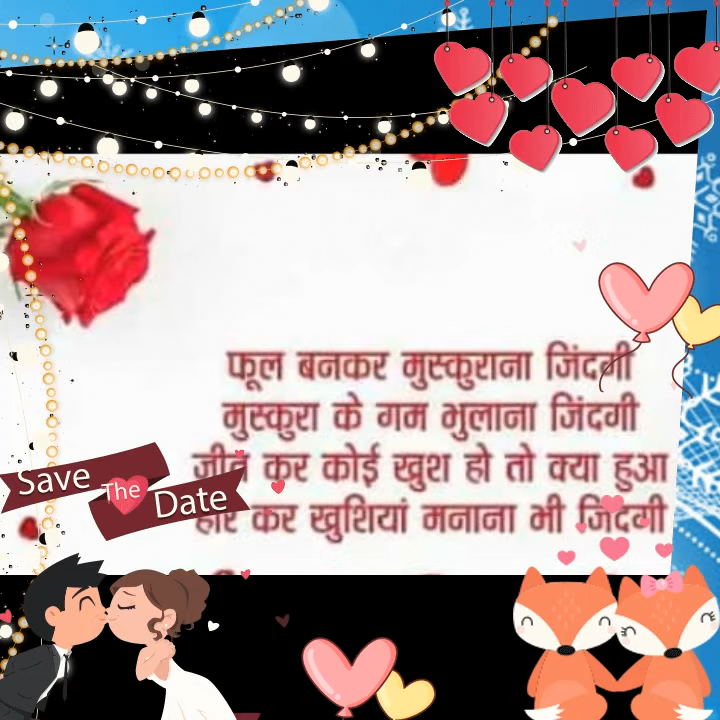 फूल बनकर मुस्कुराना जिंदगी
मुस्कुरा के गम भुलाना जिंदगी
जीत कर कोई खुश हो तो क्या हुआ
हार कर खुशियां मनाना भी जिंदगी
Save The Date